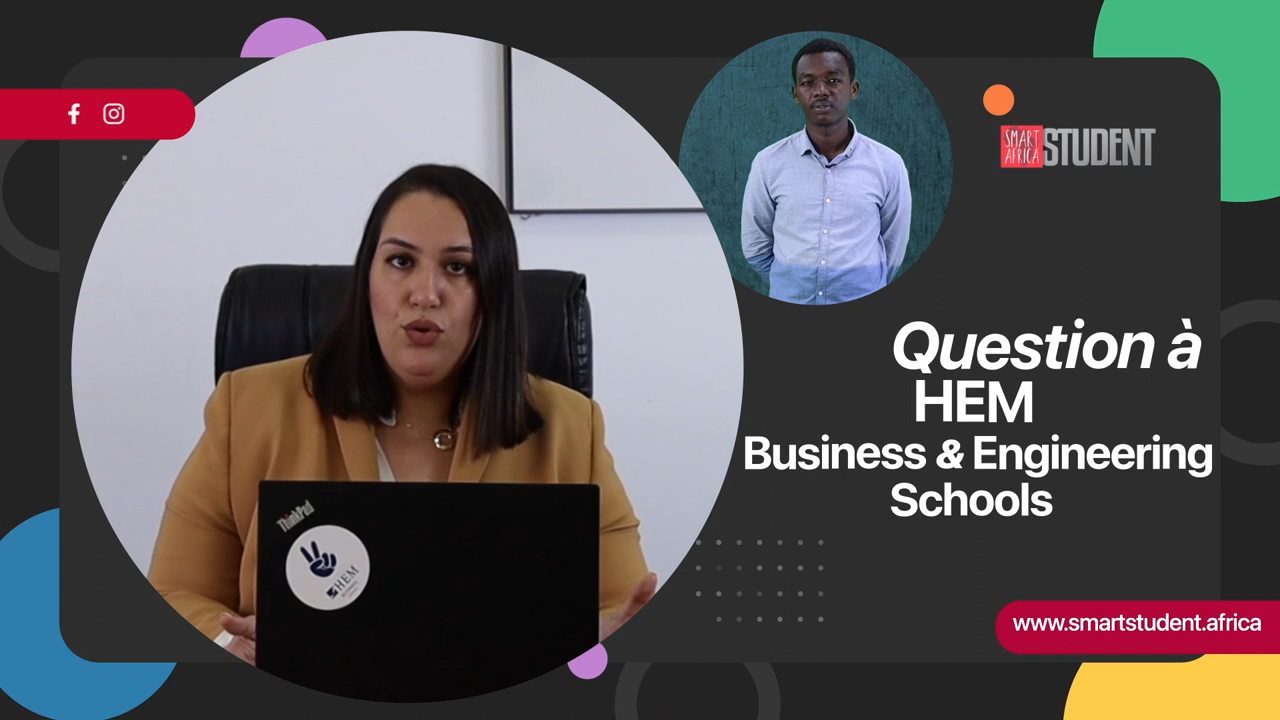 SMART
AFRICA
STUDENT
Question à
HEM
Business & Engineering
Schools
ThinkPad
HEM
www.smartstudent.africa